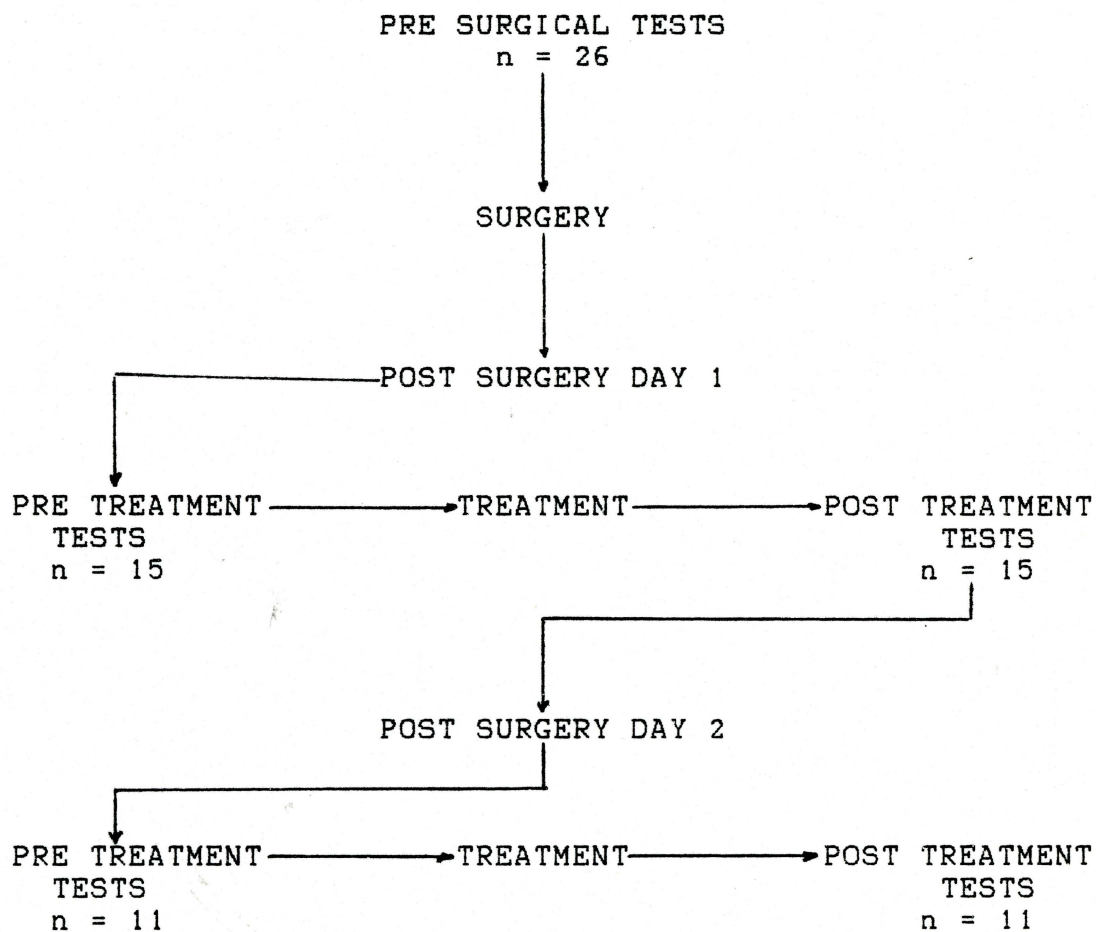 PRE SURGICAL TESTS
n = 26
SURGERY
POST SURGERY DAY 1
PRE TREATMENT TREATMENT POST TREATMENT
TESTS TESTS
n = 15 n = 15
POST SURGERY DAY 2
PRE TREATMENT TREATMENT POST TREATMENT
TESTS TESTS
n = 11 n = 11